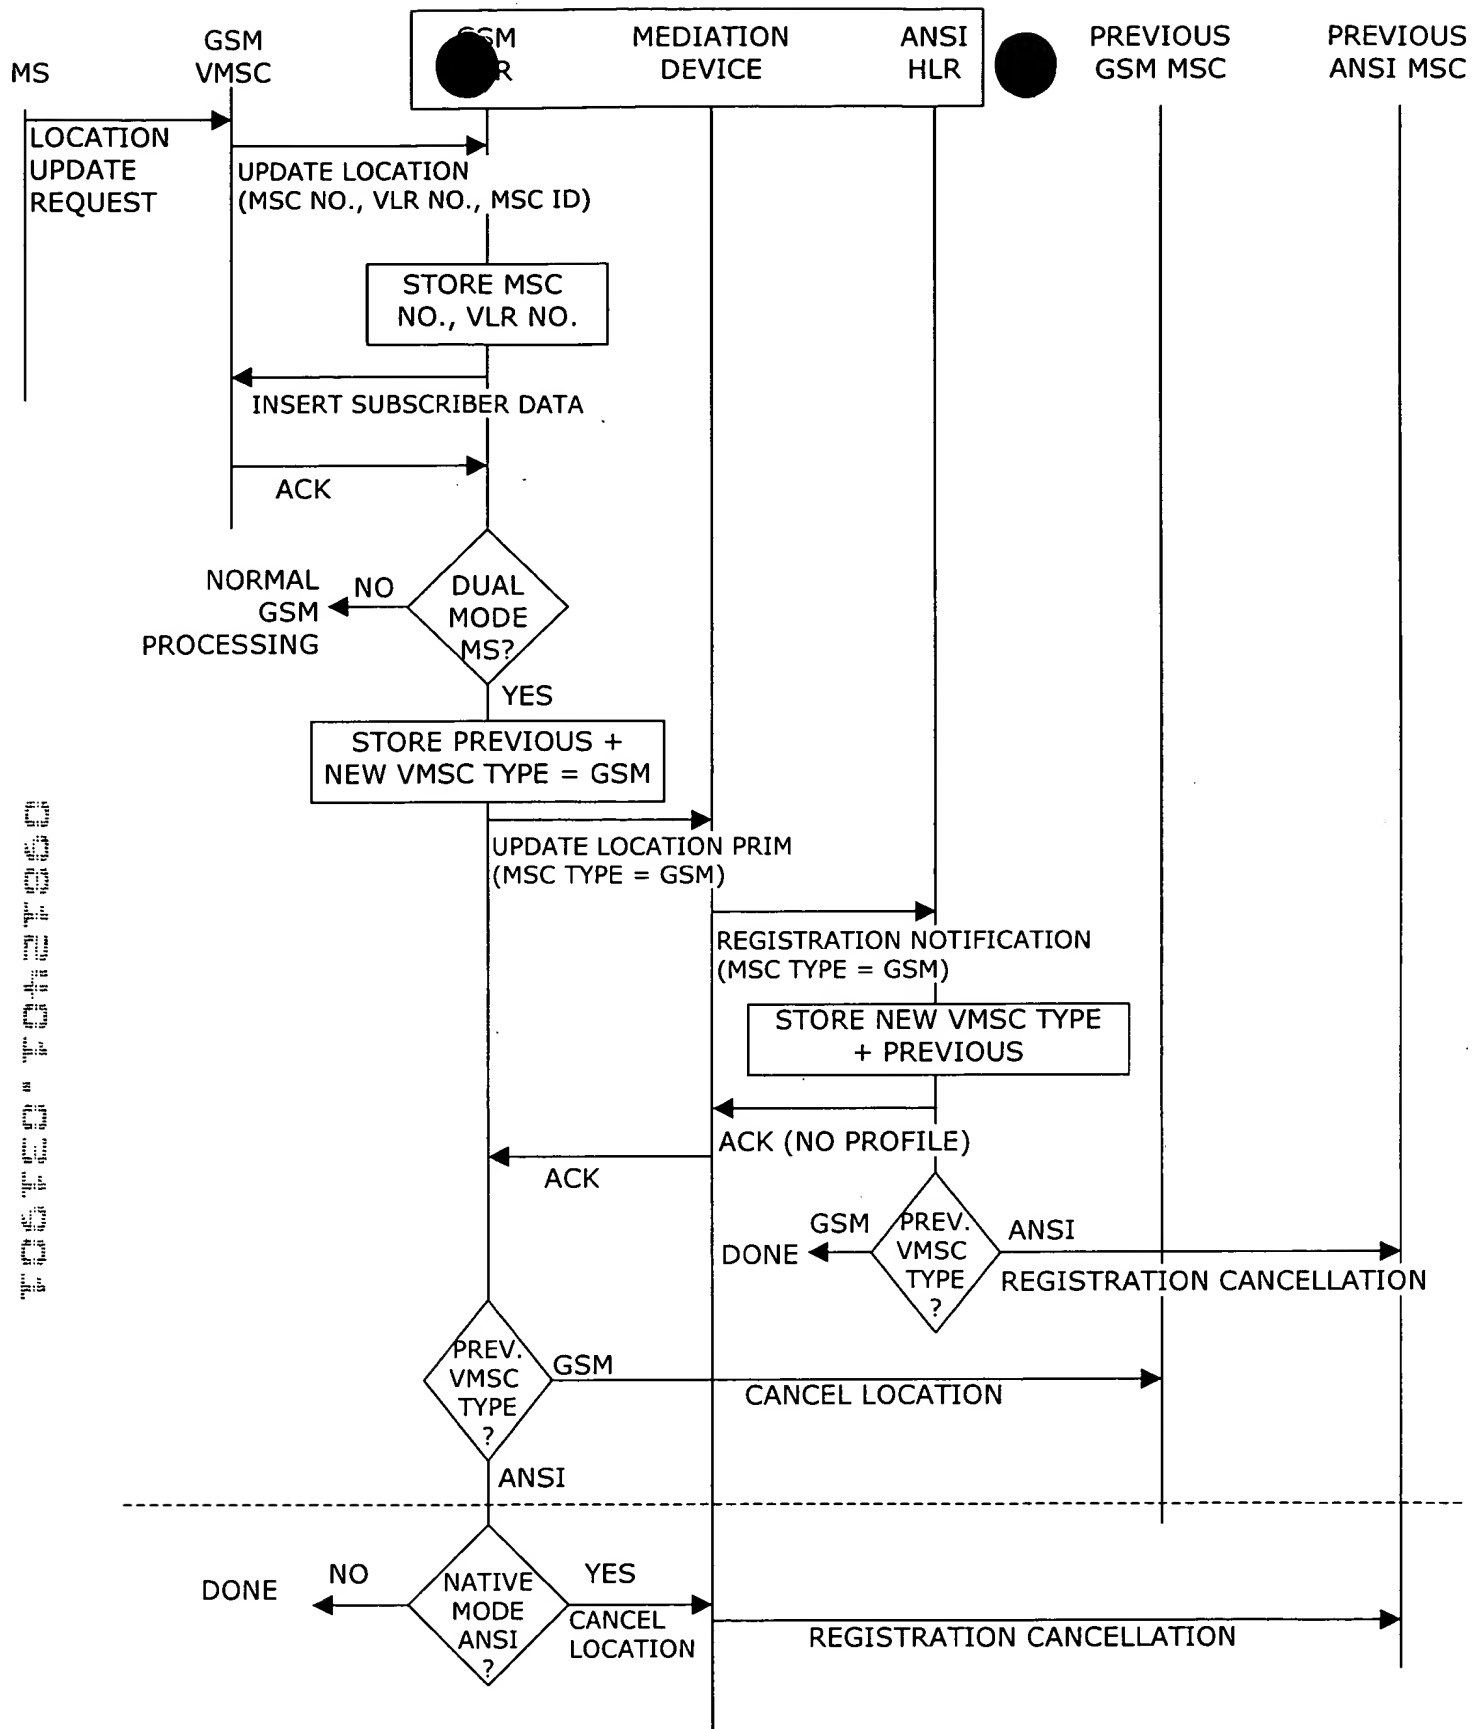 MS
GSM
VMSC
GSM
MEDIATION
DEVICE
ANSI
HLR
PREVIOUS
GSM MSC
PREVIOUS
ANSI MSC
LOCATION
UPDATE
REQUEST
UPDATE LOCATION
(MSC NO., VLR NO., MSC ID)
STORE MSC
NO., VLR NO.
INSERT SUBSCRIBER DATA
ACK
DUAL
MODE
MS?
NO
NORMAL
GSM
PROCESSING
YES
STORE PREVIOUS +
NEW VMSC TYPE = GSM
UPDATE LOCATION PRIM
(MSC TYPE = GSM)
REGISTRATION NOTIFICATION
(MSC TYPE = GSM)
STORE NEW VMSC TYPE
+ PREVIOUS
ACK (NO PROFILE)
ACK
PREV.
VMSC
TYPE
?
GSM
DONE
ANSI
REGISTRATION CANCELLATION
PREV.
VMSC
TYPE
?
GSM
CANCEL LOCATION
ANSI
NATIVE
MODE
ANSI
?
NO
DONE
YES
CANCEL
LOCATION
REGISTRATION CANCELLATION